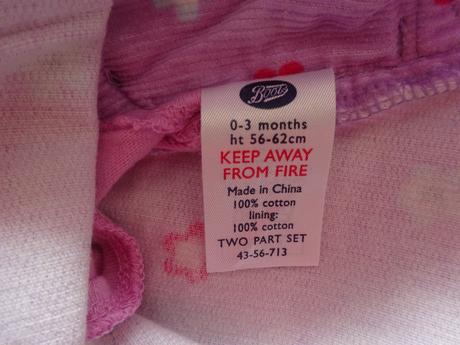 Boots
0-3 months
ht 56-62cm
KEEP AWAY
FROM FIRE
Made in China
100% cotton
lining:
100% cotton
TWO PART SET
43-56-713